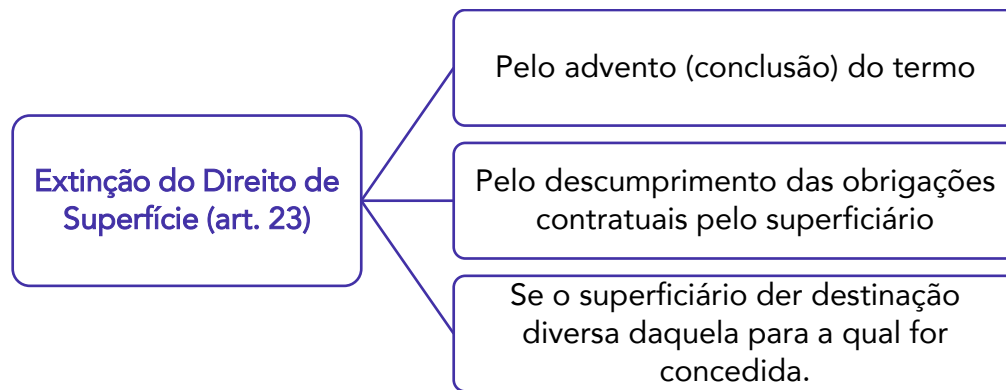 Extinção do Direito de
Superfície (art. 23)
Pelo advento (conclusão) do termo
Pelo descumprimento das obrigações
contratuais pelo superficiário
Se o superficiário der destinação
diversa daquela para a qual for
concedida.